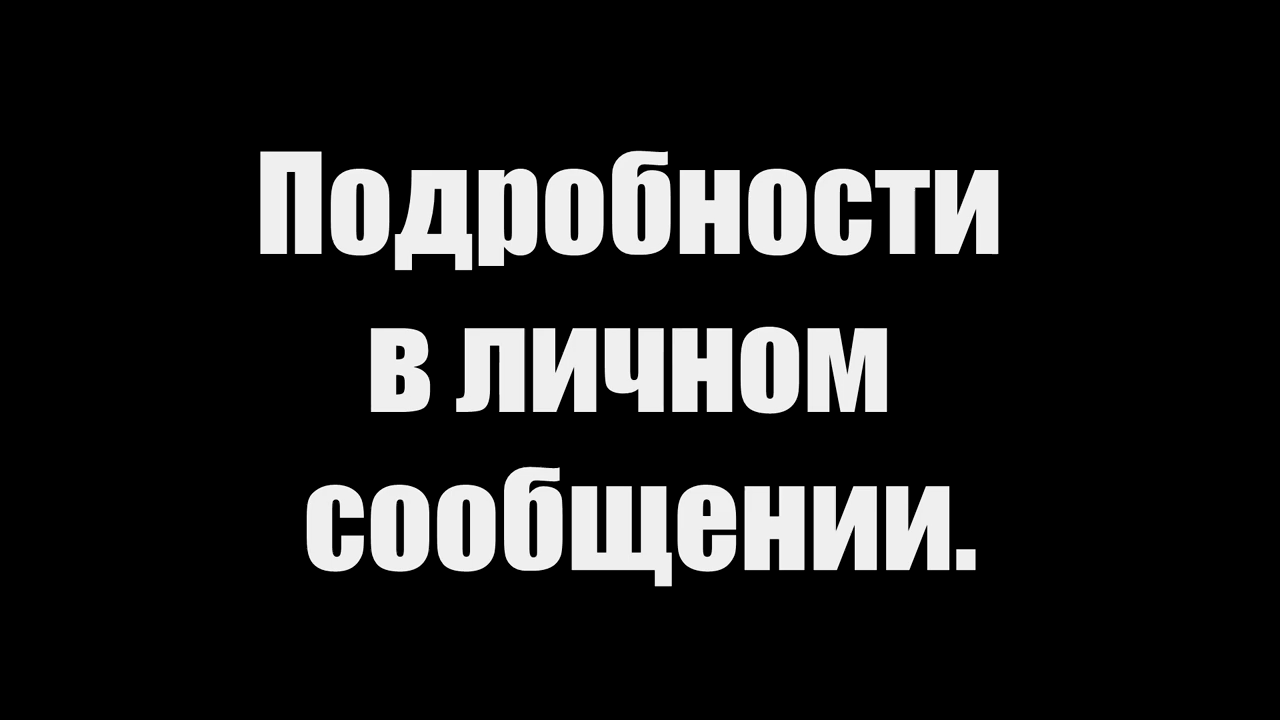 Подробности
в личном
сообщении.